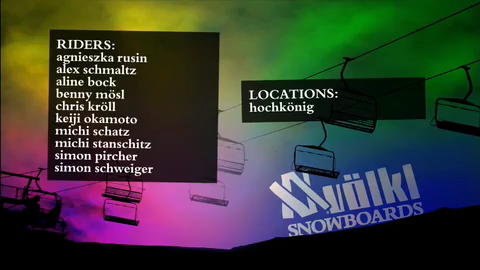 RIDERS:
agnieszka rusin
alex schmaltz
aline bock
benny mösl
chris kröll
keiji okamoto
michi schatz
michi stanschitz
simon pircher
simon schweiger
LOCATIONS:
hochkönig
völkl
SNOWBOARDS